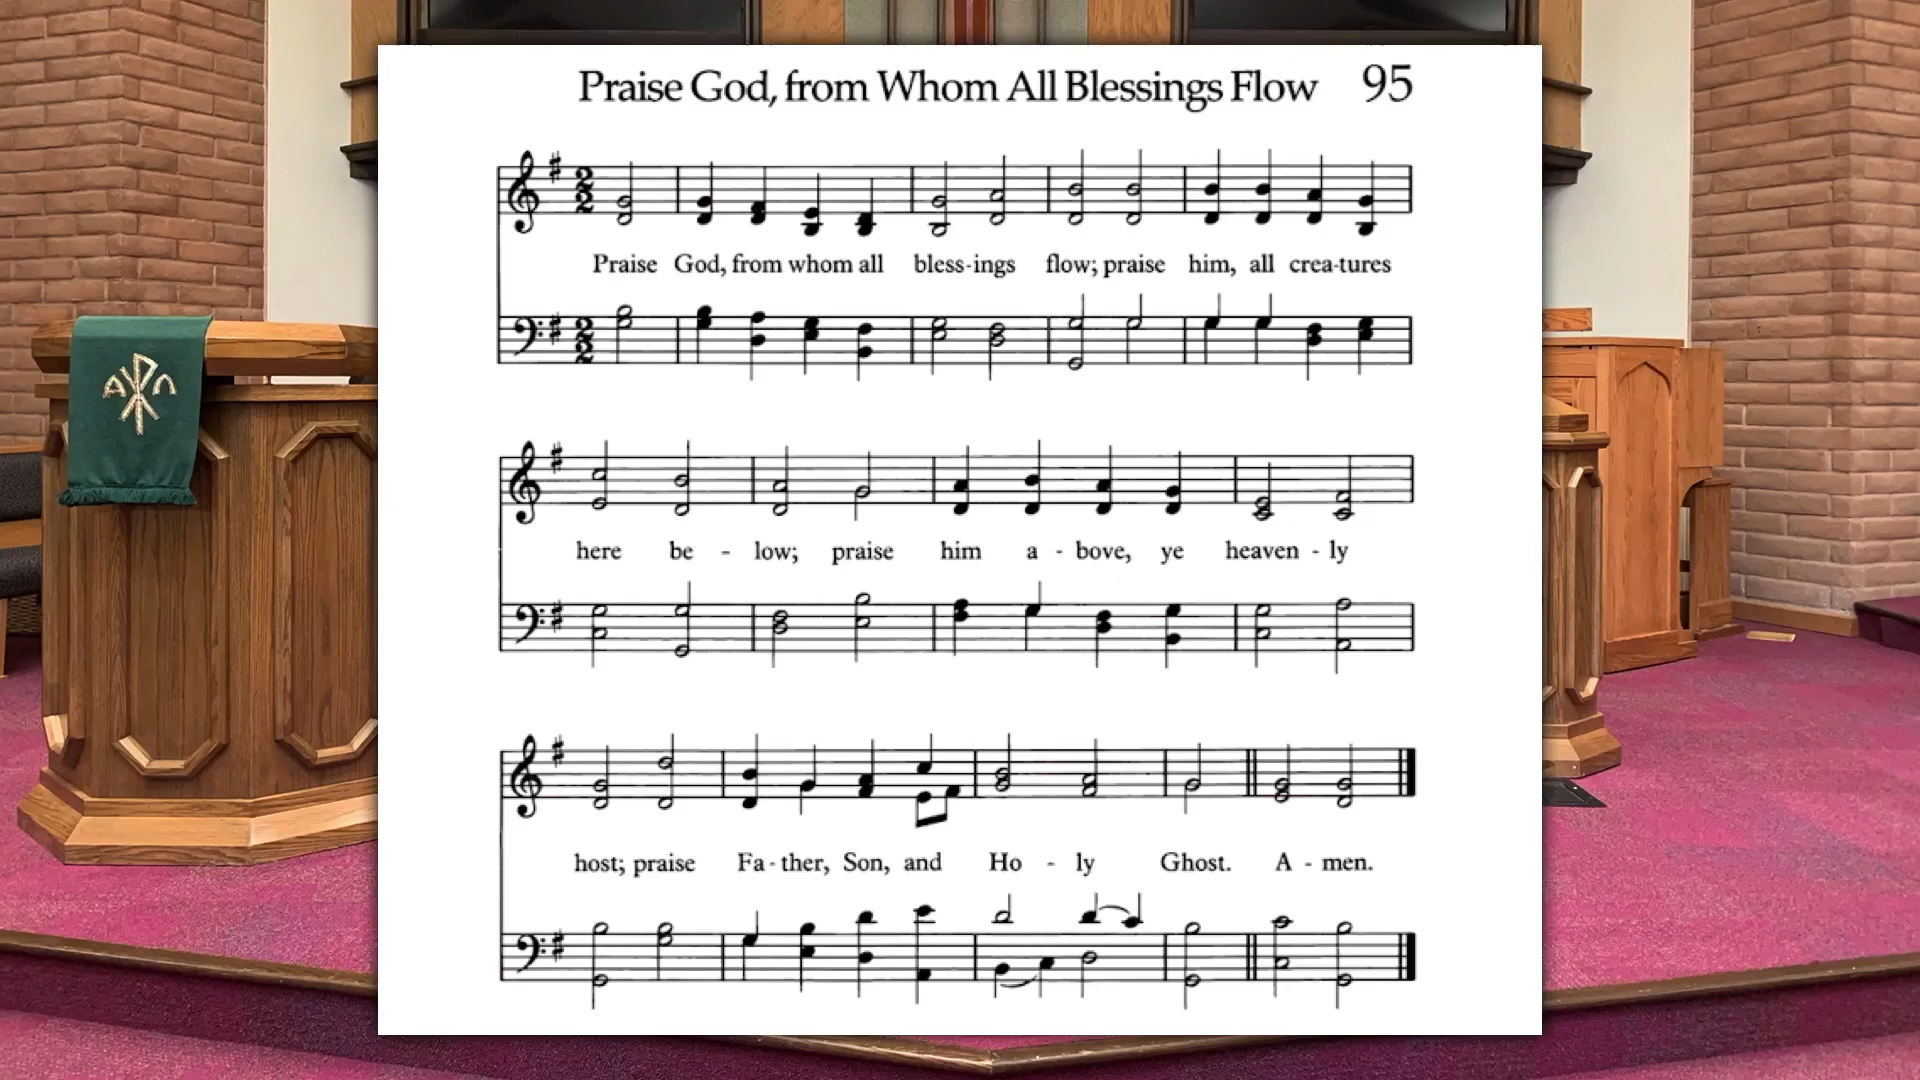 Praise God, from Whom All Blessings Flow 95
Praise God, from whom all bless-ings flow; praise him, all crea-tures
here be - low; praise him a - bove, ye heaven - ly
host; praise Fa - ther, Son, and Ho - ly Ghost. A - men.